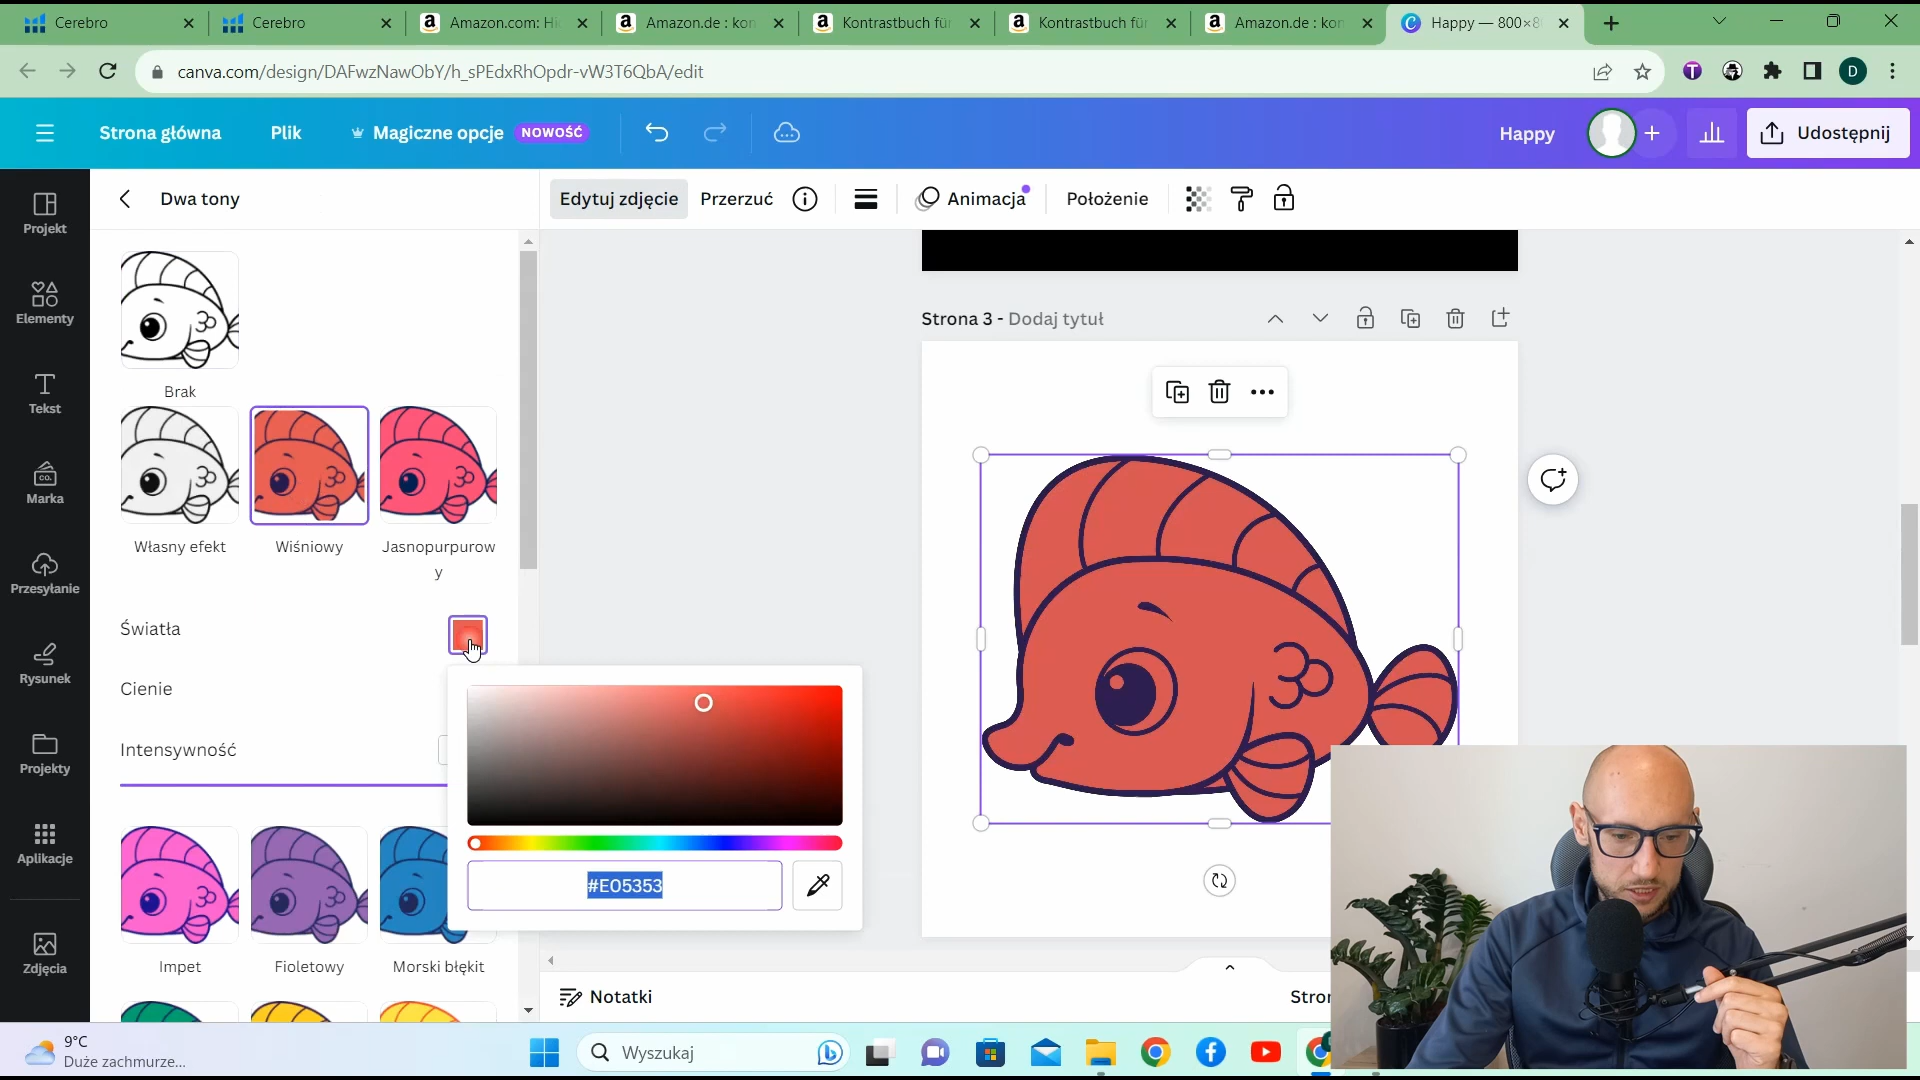 Cerebro
Cerebro
Amazon.com: Hi
Amazon.de : kon
Kontrastbuch für
Kontrastbuch für
Amazon.de : kon
Happy — 800×8
canva.com/design/DAFwzNawObY/h_sPEdxRhOpdr-vW3T6QbA/edit
T
D
Strona główna
Plik
Magiczne opcje
NOWOŚĆ
Happy
Udostępnij
Projekt
Elementy
Tekst
Marka
Przesyłanie
Rysunek
Projekty
Aplikacje
Zdjęcia
Dwa tony
Edytuj zdjęcie
Przerzuć
Animacja
Położenie
Brak
Własny efekt
Wiśniowy
Jasnopurpurow
y
Światła
Cienie
Intensywność
#E05353
Impet
Fioletowy
Morski błękit
Strona 3 - Dodaj tytuł
Notatki
Stror
9°C
Duże zachmurze...
Wyszukaj